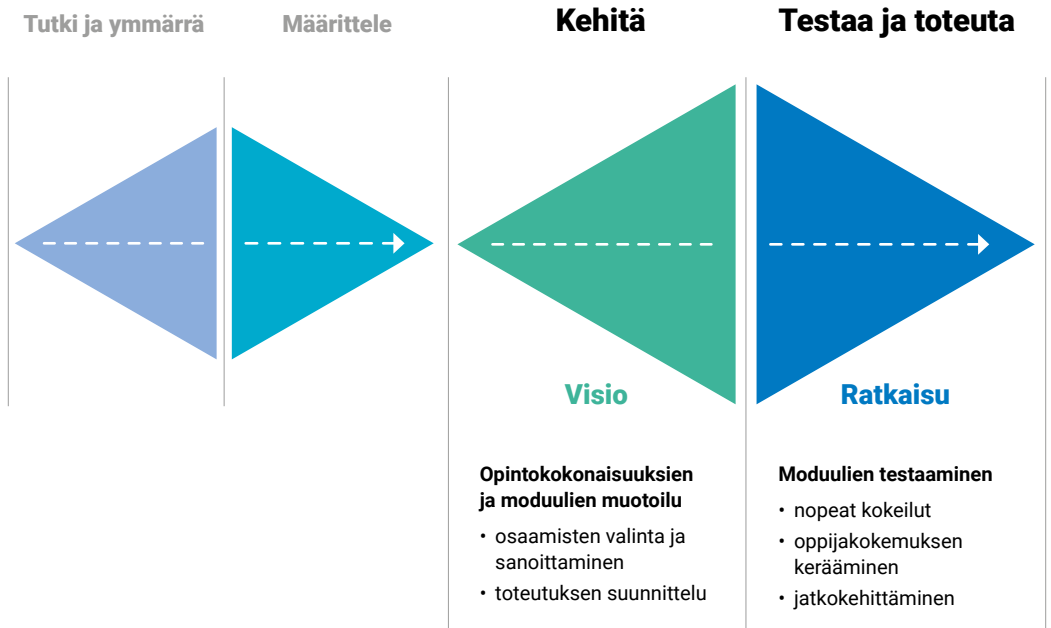 Tutki ja ymmärrä
Määrittele
Kehitä
Testaa ja toteuta
Visio
Ratkaisu
Opintokokonaisuuksien
ja moduulien muotoilu
• osaamisten valinta ja
sanoittaminen
• toteutuksen suunnittelu
Moduulien testaaminen
• nopeat kokeilut
• oppijakokemuksen
kerääminen
• jatkokehittäminen